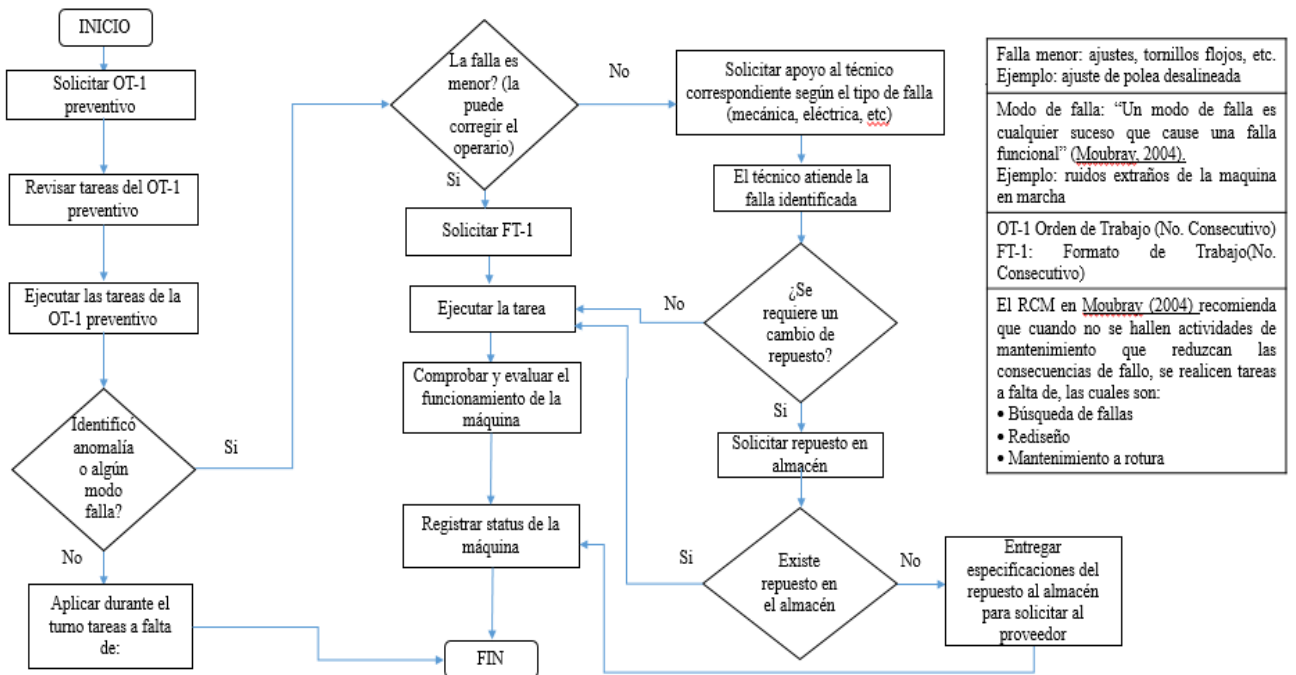 INICIO
Solicitar OT-1
preventivo
Revisar tareas del OT-1
preventivo
Ejecutar las tareas de la
OT-1 preventivo
Identificó
anomalía
o algún
modo
falla?
Si
No
Aplicar durante el
turno tareas a falta
de:
La falla es
menor? (la
puede
corregir el
operario)
No
Si
Solicitar FT-1
Ejecutar la tarea
Comprobar y evaluar el
funcionamiento de la
máquina
Registrar status de la
máquina
FIN
Solicitar apoyo al técnico
correspondiente según el tipo de falla
(mecánica, eléctrica, etc)
El técnico atiende la
falla identificada
¿Se
requiere un
cambio de
repuesto?
No
Si
Solicitar repuesto en
almacén
Existe
repuesto en
el almacén
Si
No
Entregar
especificaciones del
repuesto al almacén
para solicitar al
proveedor
Falla menor: ajustes, tornillos flojos, etc.
Ejemplo: ajuste de polea desalineada
Modo de falla: “Un modo de falla es
cualquier suceso que cause una falla
funcional” (Moubray, 2004).
Ejemplo: ruidos extraños de la maquina
en marcha
OT-1 Orden de Trabajo (No. Consecutivo)
FT-1: Formato de Trabajo(No.
Consecutivo)
El RCM en Moubray (2004) recomienda
que cuando no se hallen actividades de
mantenimiento que reduzcan las
consecuencias de fallo, se realicen tareas
a falta de, las cuales son:
• Búsqueda de fallas
• Rediseño
• Mantenimiento a rotura